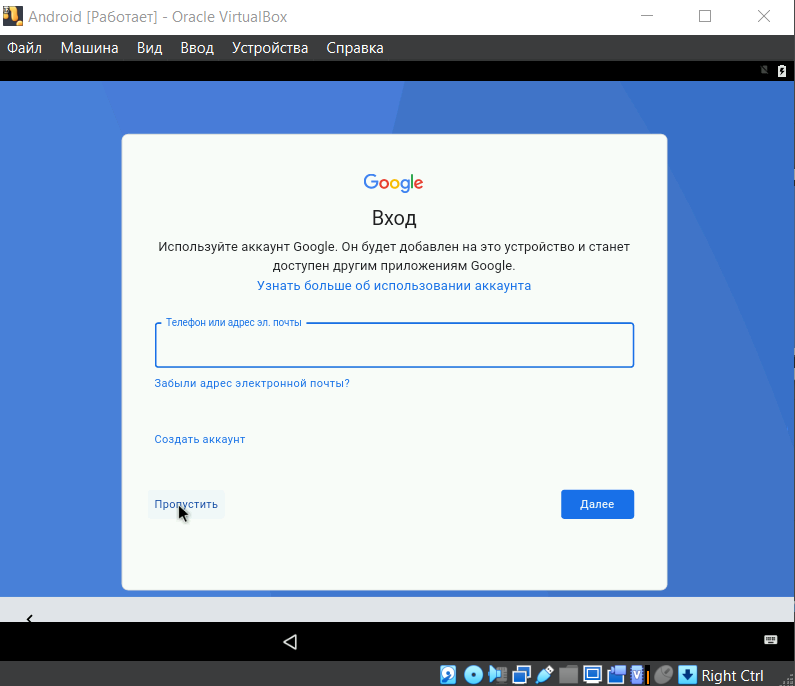 Android [Работает] - Oracle VirtualBox
Файл Машина Вид Ввод Устройства Справка
Google
Вход
Используйте аккаунт Google. Он будет добавлен на это устройство и станет
доступен другим приложениям Google.
Узнать больше об использовании аккаунта
Телефон или адрес эл. почты
Забыли адрес электронной почты?
Создать аккаунт
Пропустить Далее
Right Ctrl